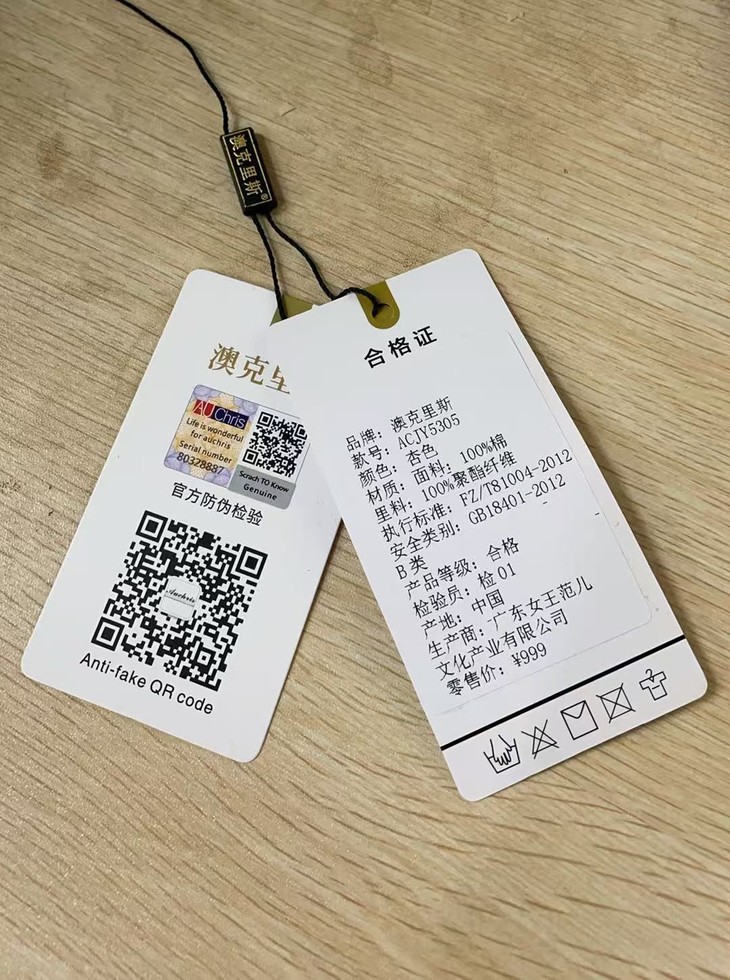 澳克里斯®
澳克里
AUChris
Life is wonderful
for auchris
Serial number
80328887
Scrach TO Know
Genuine
官方防伪检验
Auchris
Anti-fake QR code
合格证
品牌: 澳克里斯
款号: ACJY5305
颜色: 杏色
材质: 面料: 100%棉
里料: 100%聚酯纤维
执行标准: FZ/T81004-2012
安全类别: GB18401-2012
B类
产品等级: 合格
检验员: 检01
产地: 中国
生产商: 广东女王范儿
文化产业有限公司
零售价: ¥999